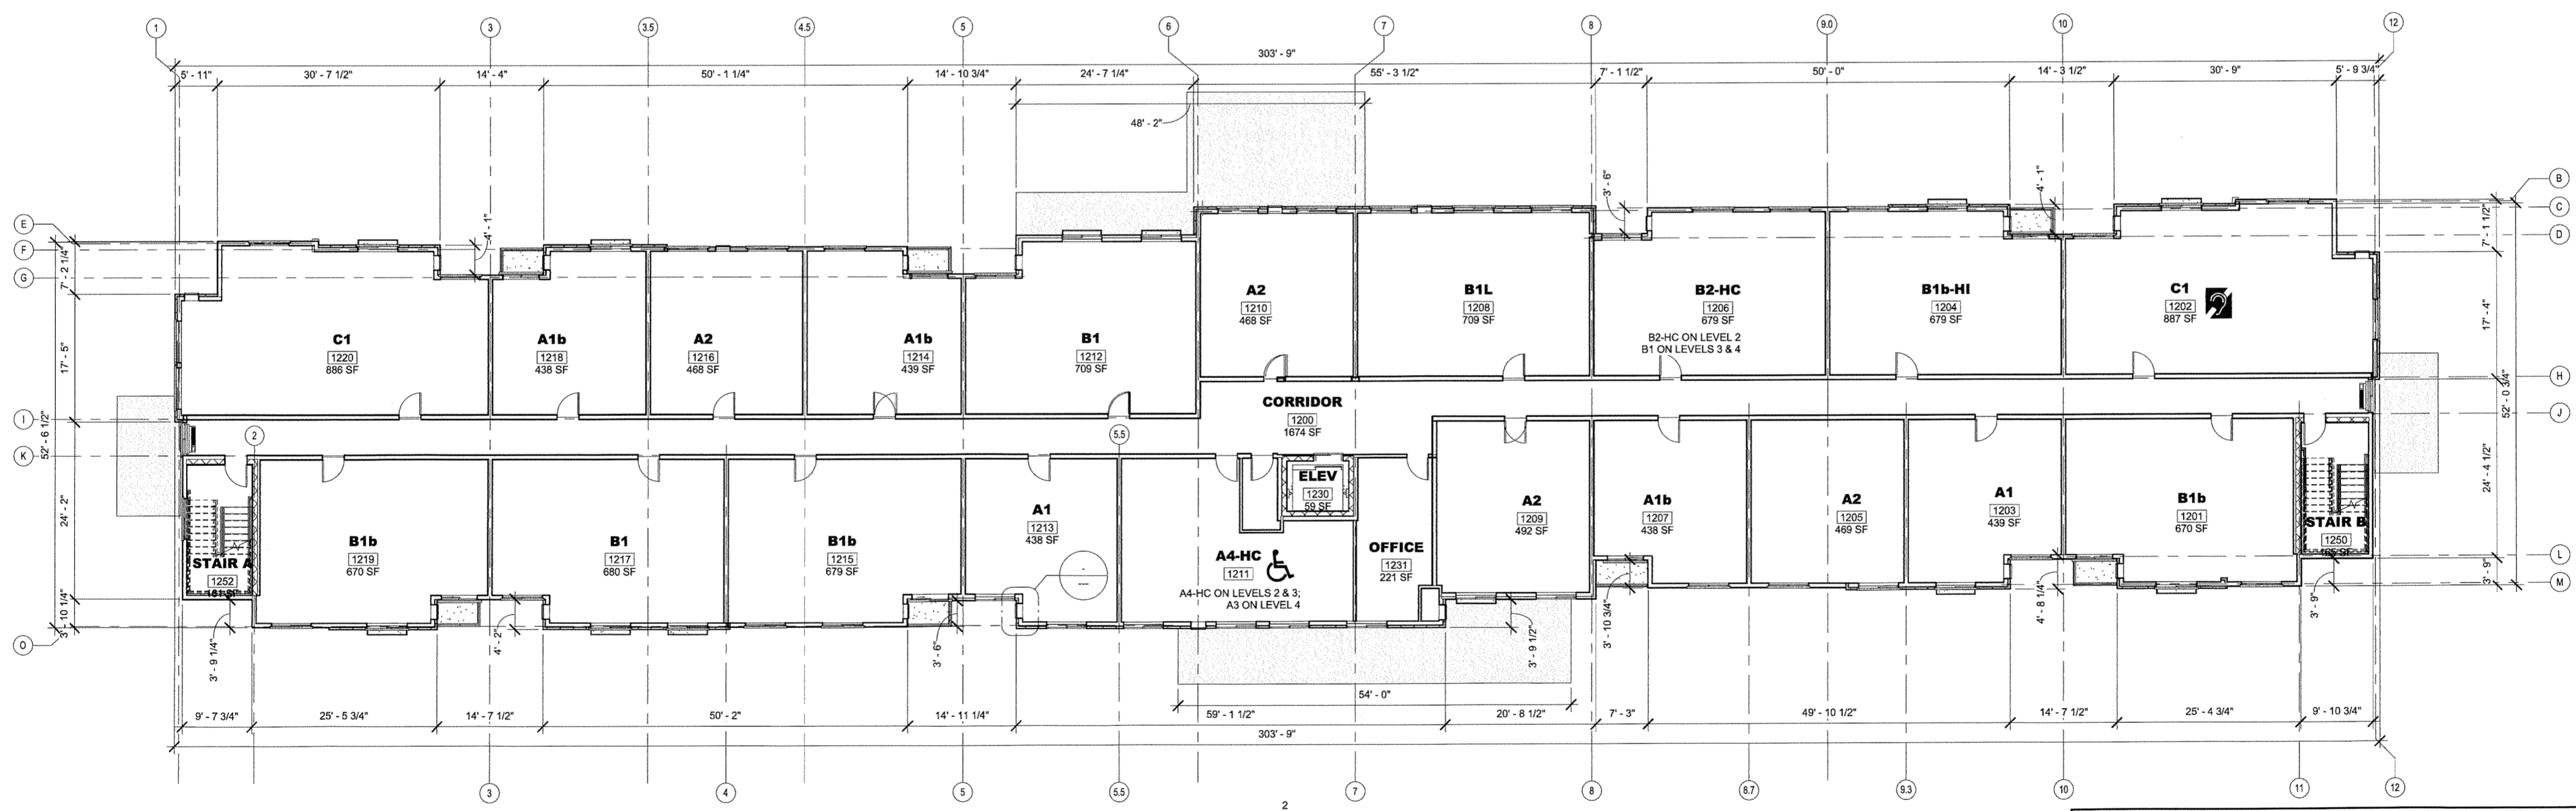 1
3
3.5
4.5
5
6
7
8
9.0
10
12
303' - 9"
5' - 11"
30' - 7 1/2"
14' - 4"
50' - 1 1/4"
14' - 10 3/4"
24' - 7 1/4"
55' - 3 1/2"
7' - 1 1/2"
50' - 0"
14' - 3 1/2"
30' - 9"
5' - 9 3/4"
48' - 2"
3' - 6"
4' - 1"
4' - 1"
E
F
G
I
K
O
B
C
D
H
J
L
M
7' - 2 1/4"
17' - 5"
52' - 6 1/2"
24' - 2"
3' - 10 1/4"
7' - 1 1/2"
17' - 4"
52' - 0 3/4"
24' - 4 1/2"
3' - 9"
C1
1220
886 SF
A1b
1218
438 SF
A2
1216
468 SF
A1b
1214
439 SF
B1
1212
709 SF
A2
1210
468 SF
B1L
1208
709 SF
B2-HC
1206
679 SF
B2-HC ON LEVEL 2
B1 ON LEVELS 3 & 4
B1b-HI
1204
679 SF
C1
1202
887 SF
CORRIDOR
1200
1674 SF
2
5.5
STAIR A
1252
161 SF
B1b
1219
670 SF
B1
1217
680 SF
B1b
1215
679 SF
A1
1213
438 SF
A4-HC
1211
A4-HC ON LEVELS 2 & 3;
A3 ON LEVEL 4
ELEV
1230
59 SF
OFFICE
1231
221 SF
A2
1209
492 SF
A1b
1207
438 SF
A2
1205
469 SF
A1
1203
439 SF
B1b
1201
670 SF
STAIR B
1250
3' - 9 1/4"
4' - 2"
3' - 6"
3' - 9 1/2"
3' - 10 3/4"
4' - 8 1/4"
3' - 9"
54' - 0"
9' - 7 3/4"
25' - 5 3/4"
14' - 7 1/2"
50' - 2"
14' - 11 1/4"
59' - 1 1/2"
20' - 8 1/2"
7' - 3"
49' - 10 1/2"
14' - 7 1/2"
25' - 4 3/4"
9' - 10 3/4"
303' - 9"
3
4
5
5.5
7
8
8.7
9.3
10
11
12
2